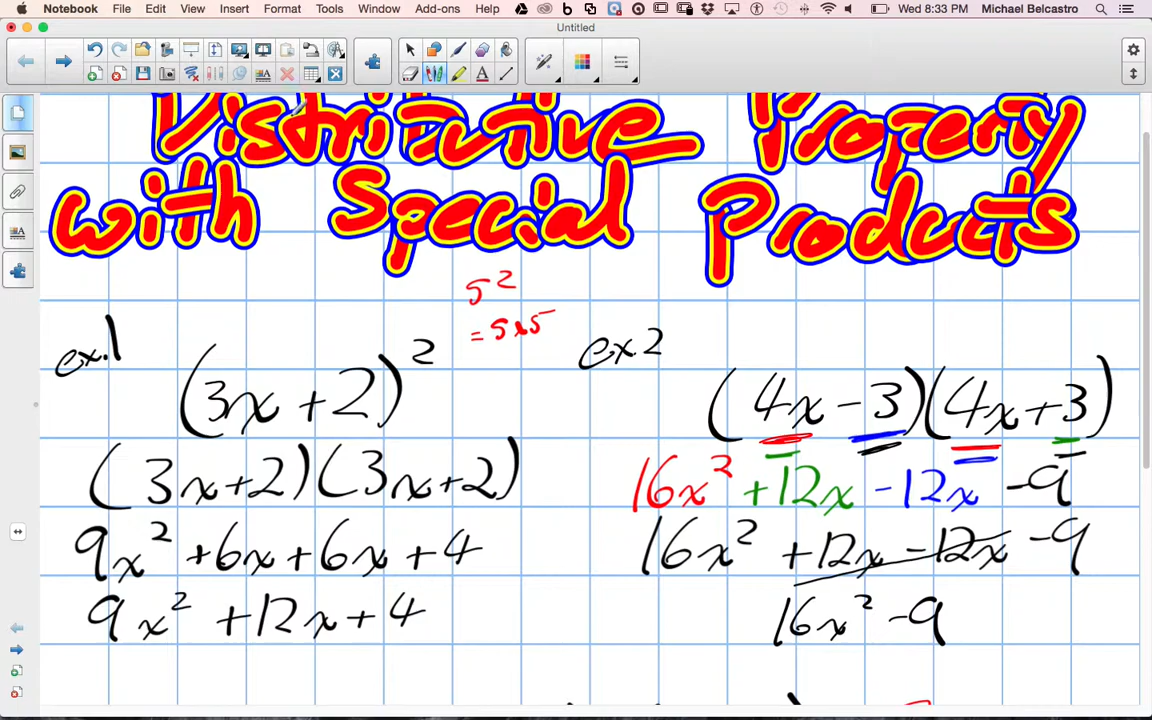 Notebook File Edit View Insert Format Tools Window Add-ons Help Wed 8:33 PM Michael Belcastro
Untitled
Distributive Property
with Special Products
5²
= 5x5
ex.1
(3x+2)²
(3x+2)(3x+2)
9x² +6x+6x+4
9x² +12x+4
ex.2
(4x-3)(4x+3)
16x² +12x -12x -9
16x² +12x -12x -9
16x² -9